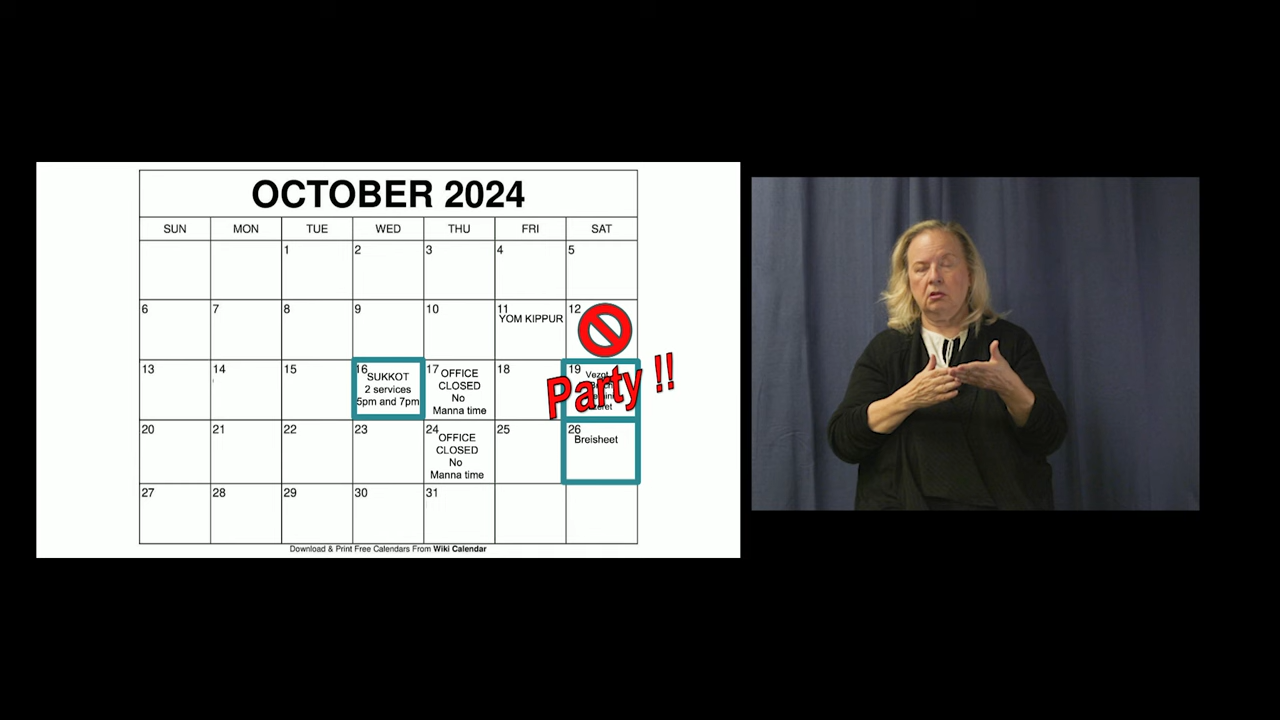 OCTOBER 2024
SUN MON TUE WED THU FRI SAT
1 2 3 4 5
6 7 8 9 10 11 12
YOM KIPPUR
13 14 15 16 17 18 19
SUKKOT
2 services
5pm and 7pm
OFFICE
CLOSED
No
Manna time
Party !!
20 21 22 23 24 25 26
OFFICE
CLOSED
No
Manna time
Breisheet
27 28 29 30 31
Download & Print Free Calendars From Wiki Calendar